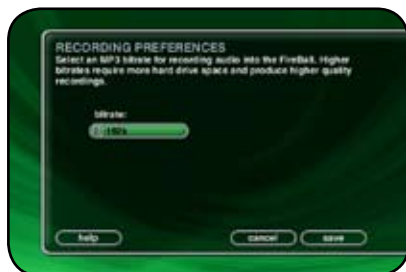 RECORDING PREFERENCES
Select an MP3 bitrate for recording audio into the FireBall. Higher
bitrates require more hard drive space and produce higher quality
recordings.
bitrate:
192k
help
cancel
save